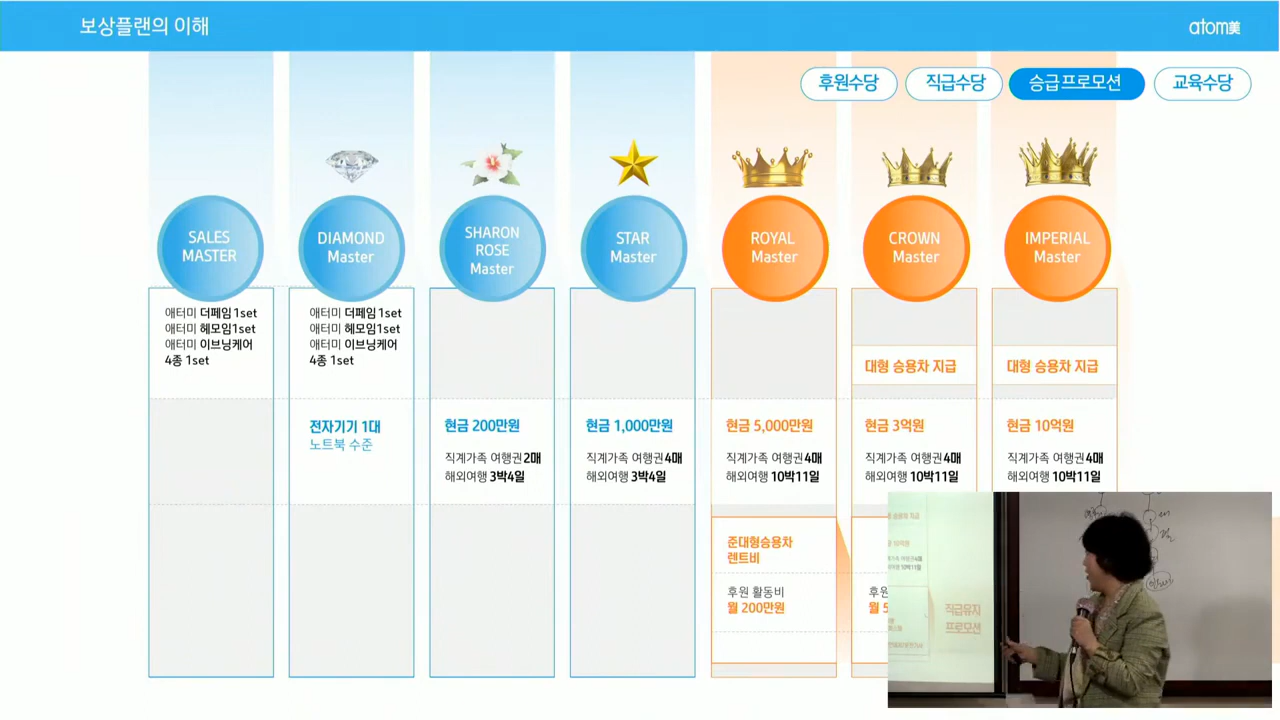 보상플랜의 이해
atom美
후원수당
직급수당
승급프로모션
교육수당
SALES
MASTER
DIAMOND
Master
SHARON
ROSE
Master
STAR
Master
ROYAL
Master
CROWN
Master
IMPERIAL
Master
애터미 더페임 1set
애터미 헤모임1set
애터미 이브닝케어
4종 1set
애터미 더페임 1set
애터미 헤모임1set
애터미 이브닝케어
4종 1set
대형 승용차 지급
대형 승용차 지급
전자기기 1대
노트북 수준
현금 200만원
직계가족 여행권2매
해외여행 3박4일
현금 1,000만원
직계가족 여행권4매
해외여행 3박4일
현금 5,000만원
직계가족 여행권4매
해외여행 10박11일
현금 3억원
직계가족 여행권4매
해외여행 10박11일
현금 10억원
직계가족 여행권4매
해외여행 10박11일
준대형승용차
렌트비
후원 활동비
월 200만원
후원
월 5
직급유지
프로모션